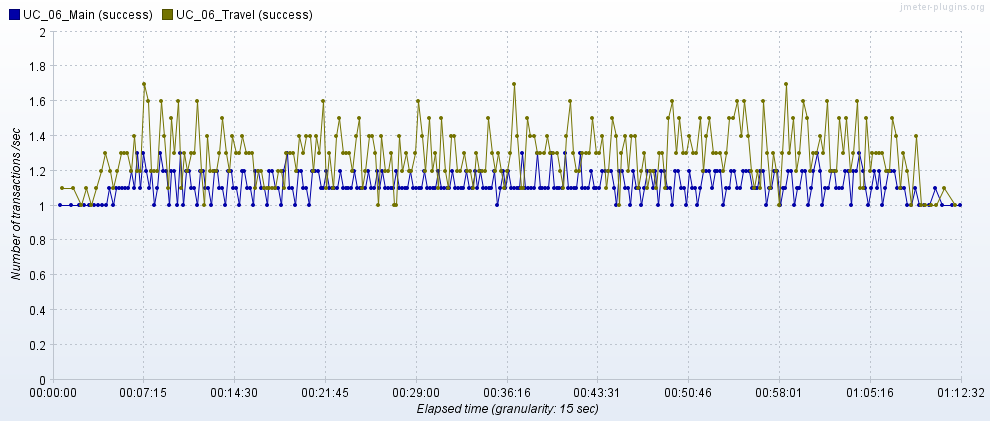 jmeter-plugins.org
UC_06_Main (success) UC_06_Travel (success)
Number of transactions/sec
2
1.8
1.6
1.4
1.2
1
0.8
0.6
0.4
0.2
0
00:00:00 00:07:15 00:14:30 00:21:45 00:29:00 00:36:16 00:43:31 00:50:46 00:58:01 01:05:16 01:12:32
Elapsed time (granularity: 15 sec)